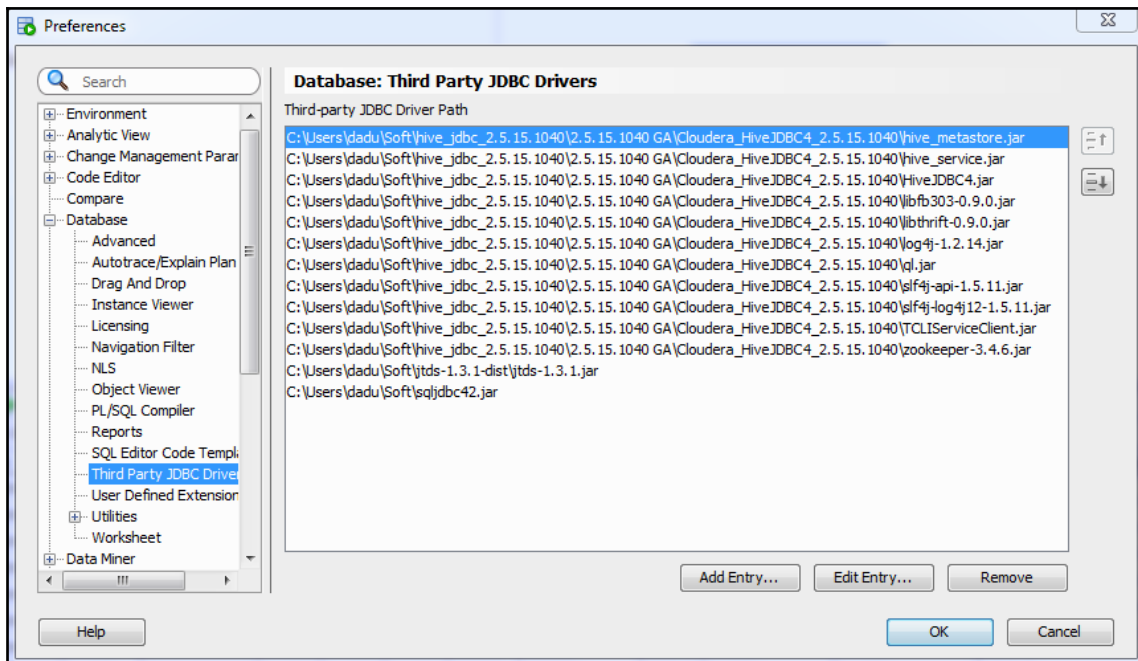 Preferences
Search
Environment
Analytic View
Change Management Parar
Code Editor
Compare
Database
Advanced
Autotrace/Explain Plan
Drag And Drop
Instance Viewer
Licensing
Navigation Filter
NLS
Object Viewer
PL/SQL Compiler
Reports
SQL Editor Code Templa
Third Party JDBC Driver
User Defined Extension
Utilities
Worksheet
Data Miner
Database: Third Party JDBC Drivers
Third-party JDBC Driver Path
C:\Users\dadu\Soft\hive_jdbc_2.5.15.1040\2.5.15.1040 GA\Cloudera_HiveJDBC4_2.5.15.1040\hive_metastore.jar
C:\Users\dadu\Soft\hive_jdbc_2.5.15.1040\2.5.15.1040 GA\Cloudera_HiveJDBC4_2.5.15.1040\hive_service.jar
C:\Users\dadu\Soft\hive_jdbc_2.5.15.1040\2.5.15.1040 GA\Cloudera_HiveJDBC4_2.5.15.1040\HiveJDBC4.jar
C:\Users\dadu\Soft\hive_jdbc_2.5.15.1040\2.5.15.1040 GA\Cloudera_HiveJDBC4_2.5.15.1040\libfb303-0.9.0.jar
C:\Users\dadu\Soft\hive_jdbc_2.5.15.1040\2.5.15.1040 GA\Cloudera_HiveJDBC4_2.5.15.1040\libthrift-0.9.0.jar
C:\Users\dadu\Soft\hive_jdbc_2.5.15.1040\2.5.15.1040 GA\Cloudera_HiveJDBC4_2.5.15.1040\log4j-1.2.14.jar
C:\Users\dadu\Soft\hive_jdbc_2.5.15.1040\2.5.15.1040 GA\Cloudera_HiveJDBC4_2.5.15.1040\ql.jar
C:\Users\dadu\Soft\hive_jdbc_2.5.15.1040\2.5.15.1040 GA\Cloudera_HiveJDBC4_2.5.15.1040\slf4j-api-1.5.11.jar
C:\Users\dadu\Soft\hive_jdbc_2.5.15.1040\2.5.15.1040 GA\Cloudera_HiveJDBC4_2.5.15.1040\slf4j-log4j12-1.5.11.jar
C:\Users\dadu\Soft\hive_jdbc_2.5.15.1040\2.5.15.1040 GA\Cloudera_HiveJDBC4_2.5.15.1040\TCLIServiceClient.jar
C:\Users\dadu\Soft\hive_jdbc_2.5.15.1040\2.5.15.1040 GA\Cloudera_HiveJDBC4_2.5.15.1040\zookeeper-3.4.6.jar
C:\Users\dadu\Soft\jtds-1.3.1-dist\jtds-1.3.1.jar
C:\Users\dadu\Soft\sqljdbc42.jar
Add Entry...
Edit Entry...
Remove
Help
OK
Cancel